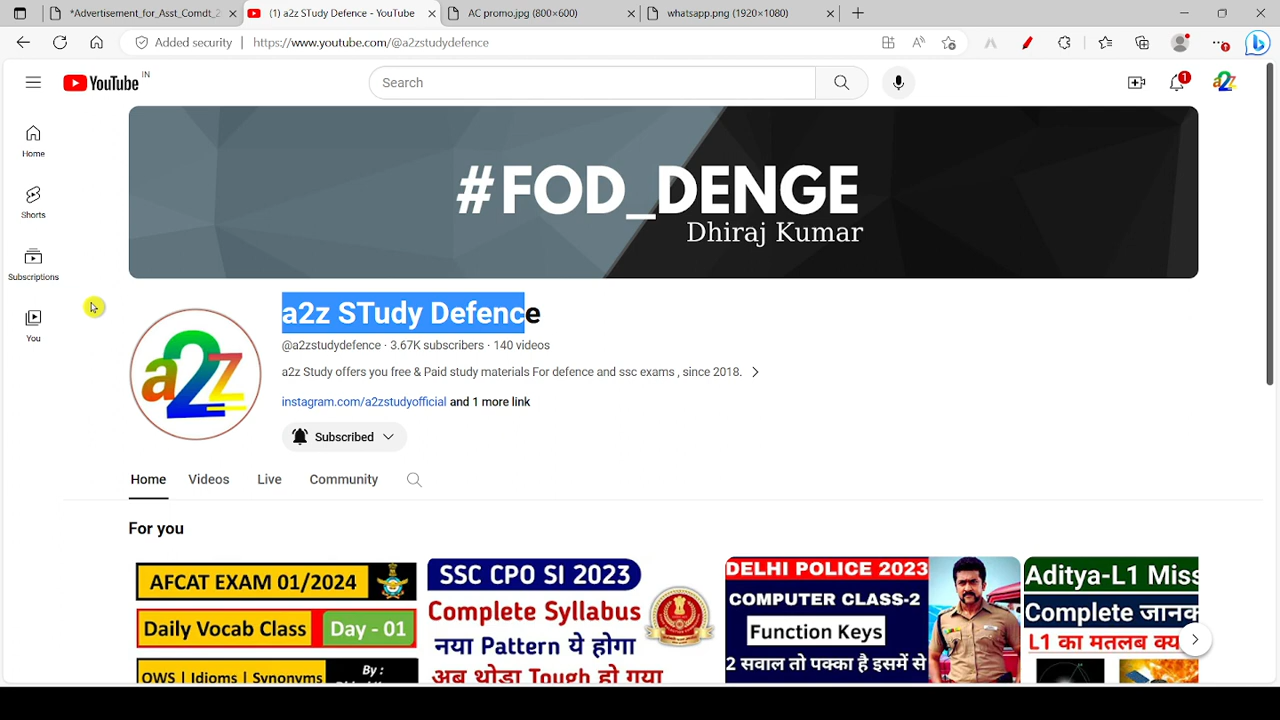 *Advertisement_for_Asst_Comdt_2
(1) a2z STudy Defence - YouTube
AC promo.jpg (800×600)
whatsapp.png (1920×1080)
Added security
https://www.youtube.com/@a2zstudydefence
YouTube IN
Search
1
a2z
Home
Shorts
Subscriptions
You
#FOD_DENGE
Dhiraj Kumar
a2z
a2z STudy Defence
@a2zstudydefence · 3.67K subscribers · 140 videos
a2z Study offers you free & Paid study materials For defence and ssc exams , since 2018.
instagram.com/a2zstudyofficial and 1 more link
Subscribed
Home Videos Live Community
For you
AFCAT EXAM 01/2024
Daily Vocab Class Day - 01
OWS | Idioms | Synonyms
By :
SSC CPO SI 2023
Complete Syllabus
नया Pattern ये होगा
अब थोड़ा Tough हो गया
DELHI POLICE 2023
COMPUTER CLASS-2
Function Keys
2 सवाल तो पक्का है इसमें से
Aditya-L1 Miss
Complete जानक
L1 का मतलब क्य